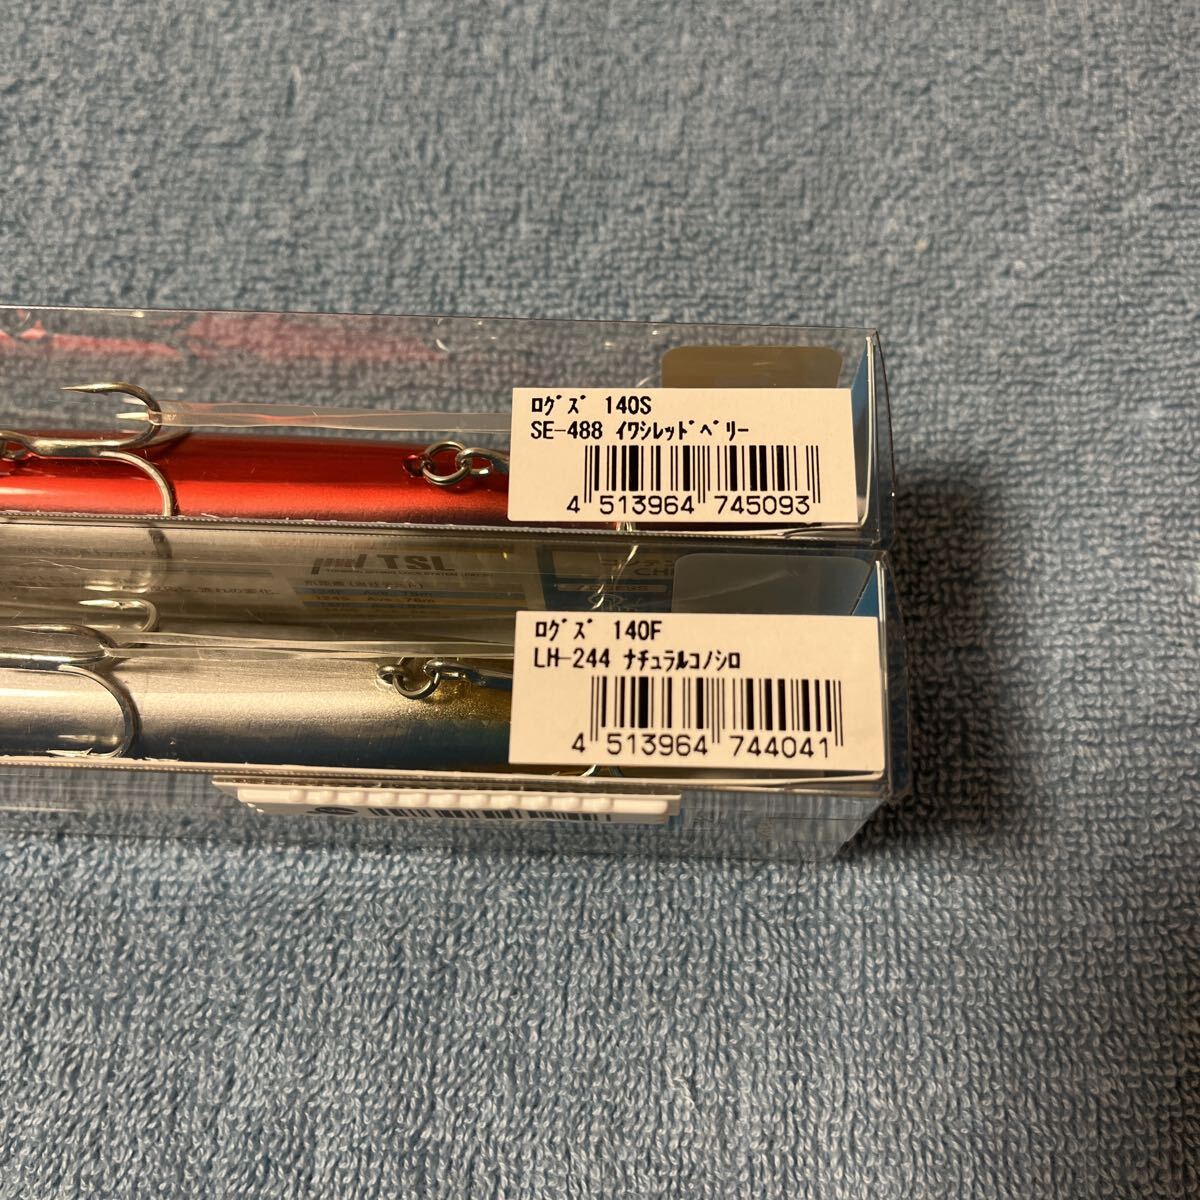 ﾛｸﾞｽﾞ 140S
SE-488 ｲﾜｼﾚｯﾄﾞﾍﾞﾘｰ
4 513964 745093
TSL
ﾛｸﾞｽﾞ 140F
LH-244 ﾅﾁｭﾗﾙｺﾉｼﾛ
4 513964 744041